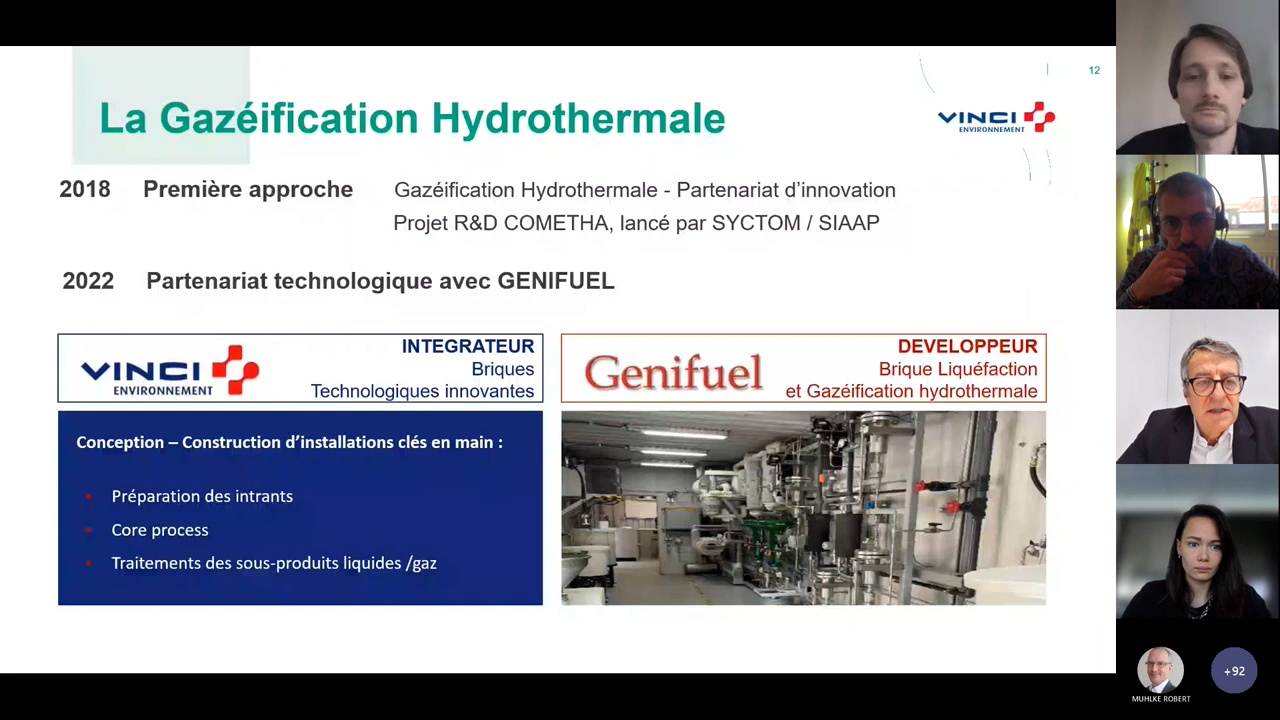 12
La Gazéification Hydrothermale
VINCI
ENVIRONNEMENT
2018 Première approche Gazéification Hydrothermale - Partenariat d’innovation
Projet R&D COMETHA, lancé par SYCTOM / SIAAP
2022 Partenariat technologique avec GENIFUEL
VINCI
ENVIRONNEMENT
INTEGRATEUR
Briques
Technologiques innovantes
Genifuel
DEVELOPPEUR
Brique Liquéfaction
et Gazéification hydrothermale
Conception – Construction d’installations clés en main :
• Préparation des intrants
• Core process
• Traitements des sous-produits liquides /gaz
MUHLKE ROBERT
+92